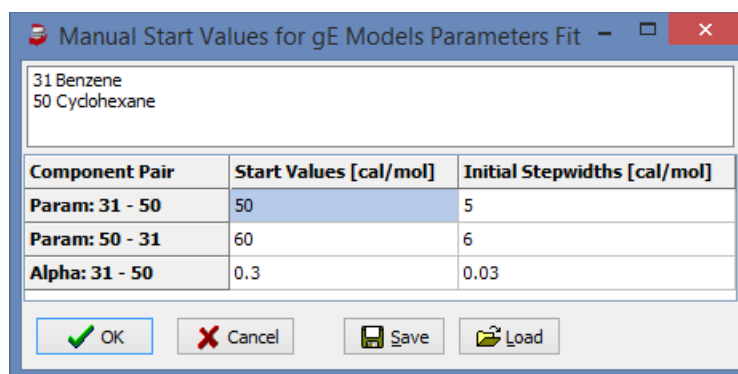 Manual Start Values for gE Models Parameters Fit
31 Benzene
50 Cyclohexane
Component Pair Start Values [cal/mol] Initial Stepwidths [cal/mol]
Param: 31 - 50 50 5
Param: 50 - 31 60 6
Alpha: 31 - 50 0.3 0.03
OK Cancel Save Load